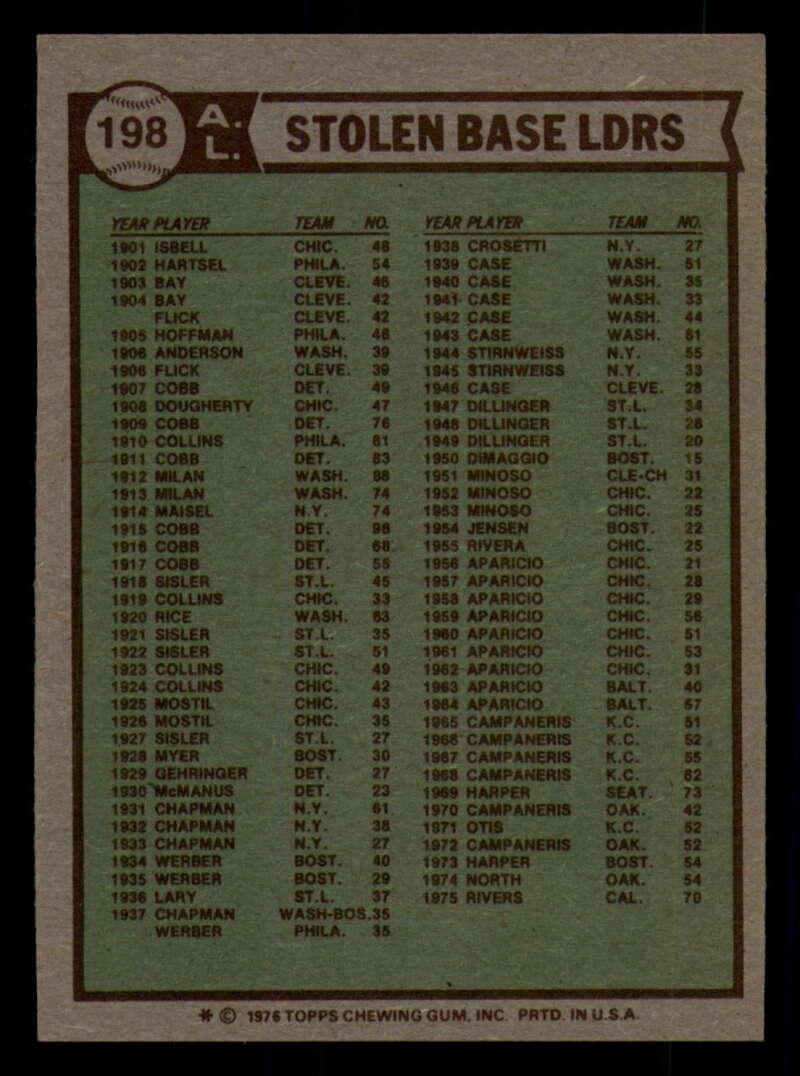 198 A.L. STOLEN BASE LDRS
YEAR PLAYER TEAM NO.
1901 ISBELL CHIC. 48
1902 HARTSEL PHILA. 54
1903 BAY CLEVE. 46
1904 BAY CLEVE. 42
FLICK CLEVE. 42
1905 HOFFMAN PHILA. 46
1906 ANDERSON WASH. 39
1906 FLICK CLEVE. 39
1907 COBB DET. 49
1908 DOUGHERTY CHIC. 47
1909 COBB DET. 76
1910 COLLINS PHILA. 81
1911 COBB DET. 83
1912 MILAN WASH. 88
1913 MILAN WASH. 74
1914 MAISEL N.Y. 74
1915 COBB DET. 96
1916 COBB DET. 68
1917 COBB DET. 55
1918 SISLER ST.L. 45
1919 COLLINS CHIC. 33
1920 RICE WASH. 63
1921 SISLER ST.L. 35
1922 SISLER ST.L. 51
1923 COLLINS CHIC. 49
1924 COLLINS CHIC. 42
1925 MOSTIL CHIC. 43
1926 MOSTIL CHIC. 35
1927 SISLER ST.L. 27
1928 MYER BOST. 30
1929 GEHRINGER DET. 27
1930 McMANUS DET. 23
1931 CHAPMAN N.Y. 61
1932 CHAPMAN N.Y. 38
1933 CHAPMAN N.Y. 27
1934 WERBER BOST. 40
1935 WERBER BOST. 29
1936 LARY ST.L. 37
1937 CHAPMAN WASH-BOS. 35
WERBER PHILA. 35
YEAR PLAYER TEAM NO.
1938 CROSETTI N.Y. 27
1939 CASE WASH. 51
1940 CASE WASH. 35
1941 CASE WASH. 33
1942 CASE WASH. 44
1943 CASE WASH. 61
1944 STIRNWEISS N.Y. 55
1945 STIRNWEISS N.Y. 33
1946 CASE CLEVE. 28
1947 DILLINGER ST.L. 34
1948 DILLINGER ST.L. 28
1949 DILLINGER ST.L. 20
1950 DIMAGGIO BOST. 15
1951 MINOSO CLE-CH 31
1952 MINOSO CHIC. 22
1953 MINOSO CHIC. 25
1954 JENSEN BOST. 22
1955 RIVERA CHIC. 25
1956 APARICIO CHIC. 21
1957 APARICIO CHIC. 28
1958 APARICIO CHIC. 29
1959 APARICIO CHIC. 56
1960 APARICIO CHIC. 51
1961 APARICIO CHIC. 53
1962 APARICIO CHIC. 31
1963 APARICIO BALT. 40
1964 APARICIO BALT. 57
1965 CAMPANERIS K.C. 51
1966 CAMPANERIS K.C. 52
1967 CAMPANERIS K.C. 55
1968 CAMPANERIS K.C. 62
1969 HARPER SEAT. 73
1970 CAMPANERIS OAK. 42
1971 OTIS K.C. 52
1972 CAMPANERIS OAK. 52
1973 HARPER BOST. 54
1974 NORTH OAK. 54
1975 RIVERS CAL. 70
* © 1976 TOPPS CHEWING GUM, INC. PRTD. IN U.S.A.